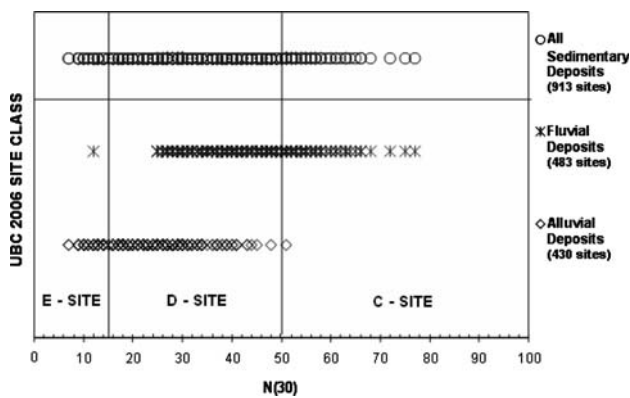 UBC 2006 SITE CLASS
All
Sedimentary
Deposits
(913 sites)
Fluvial
Deposits
(483 sites)
Alluvial
Deposits
(430 sites)
E - SITE
D - SITE
C - SITE
0 10 20 30 40 50 60 70 80 90 100
N(30)